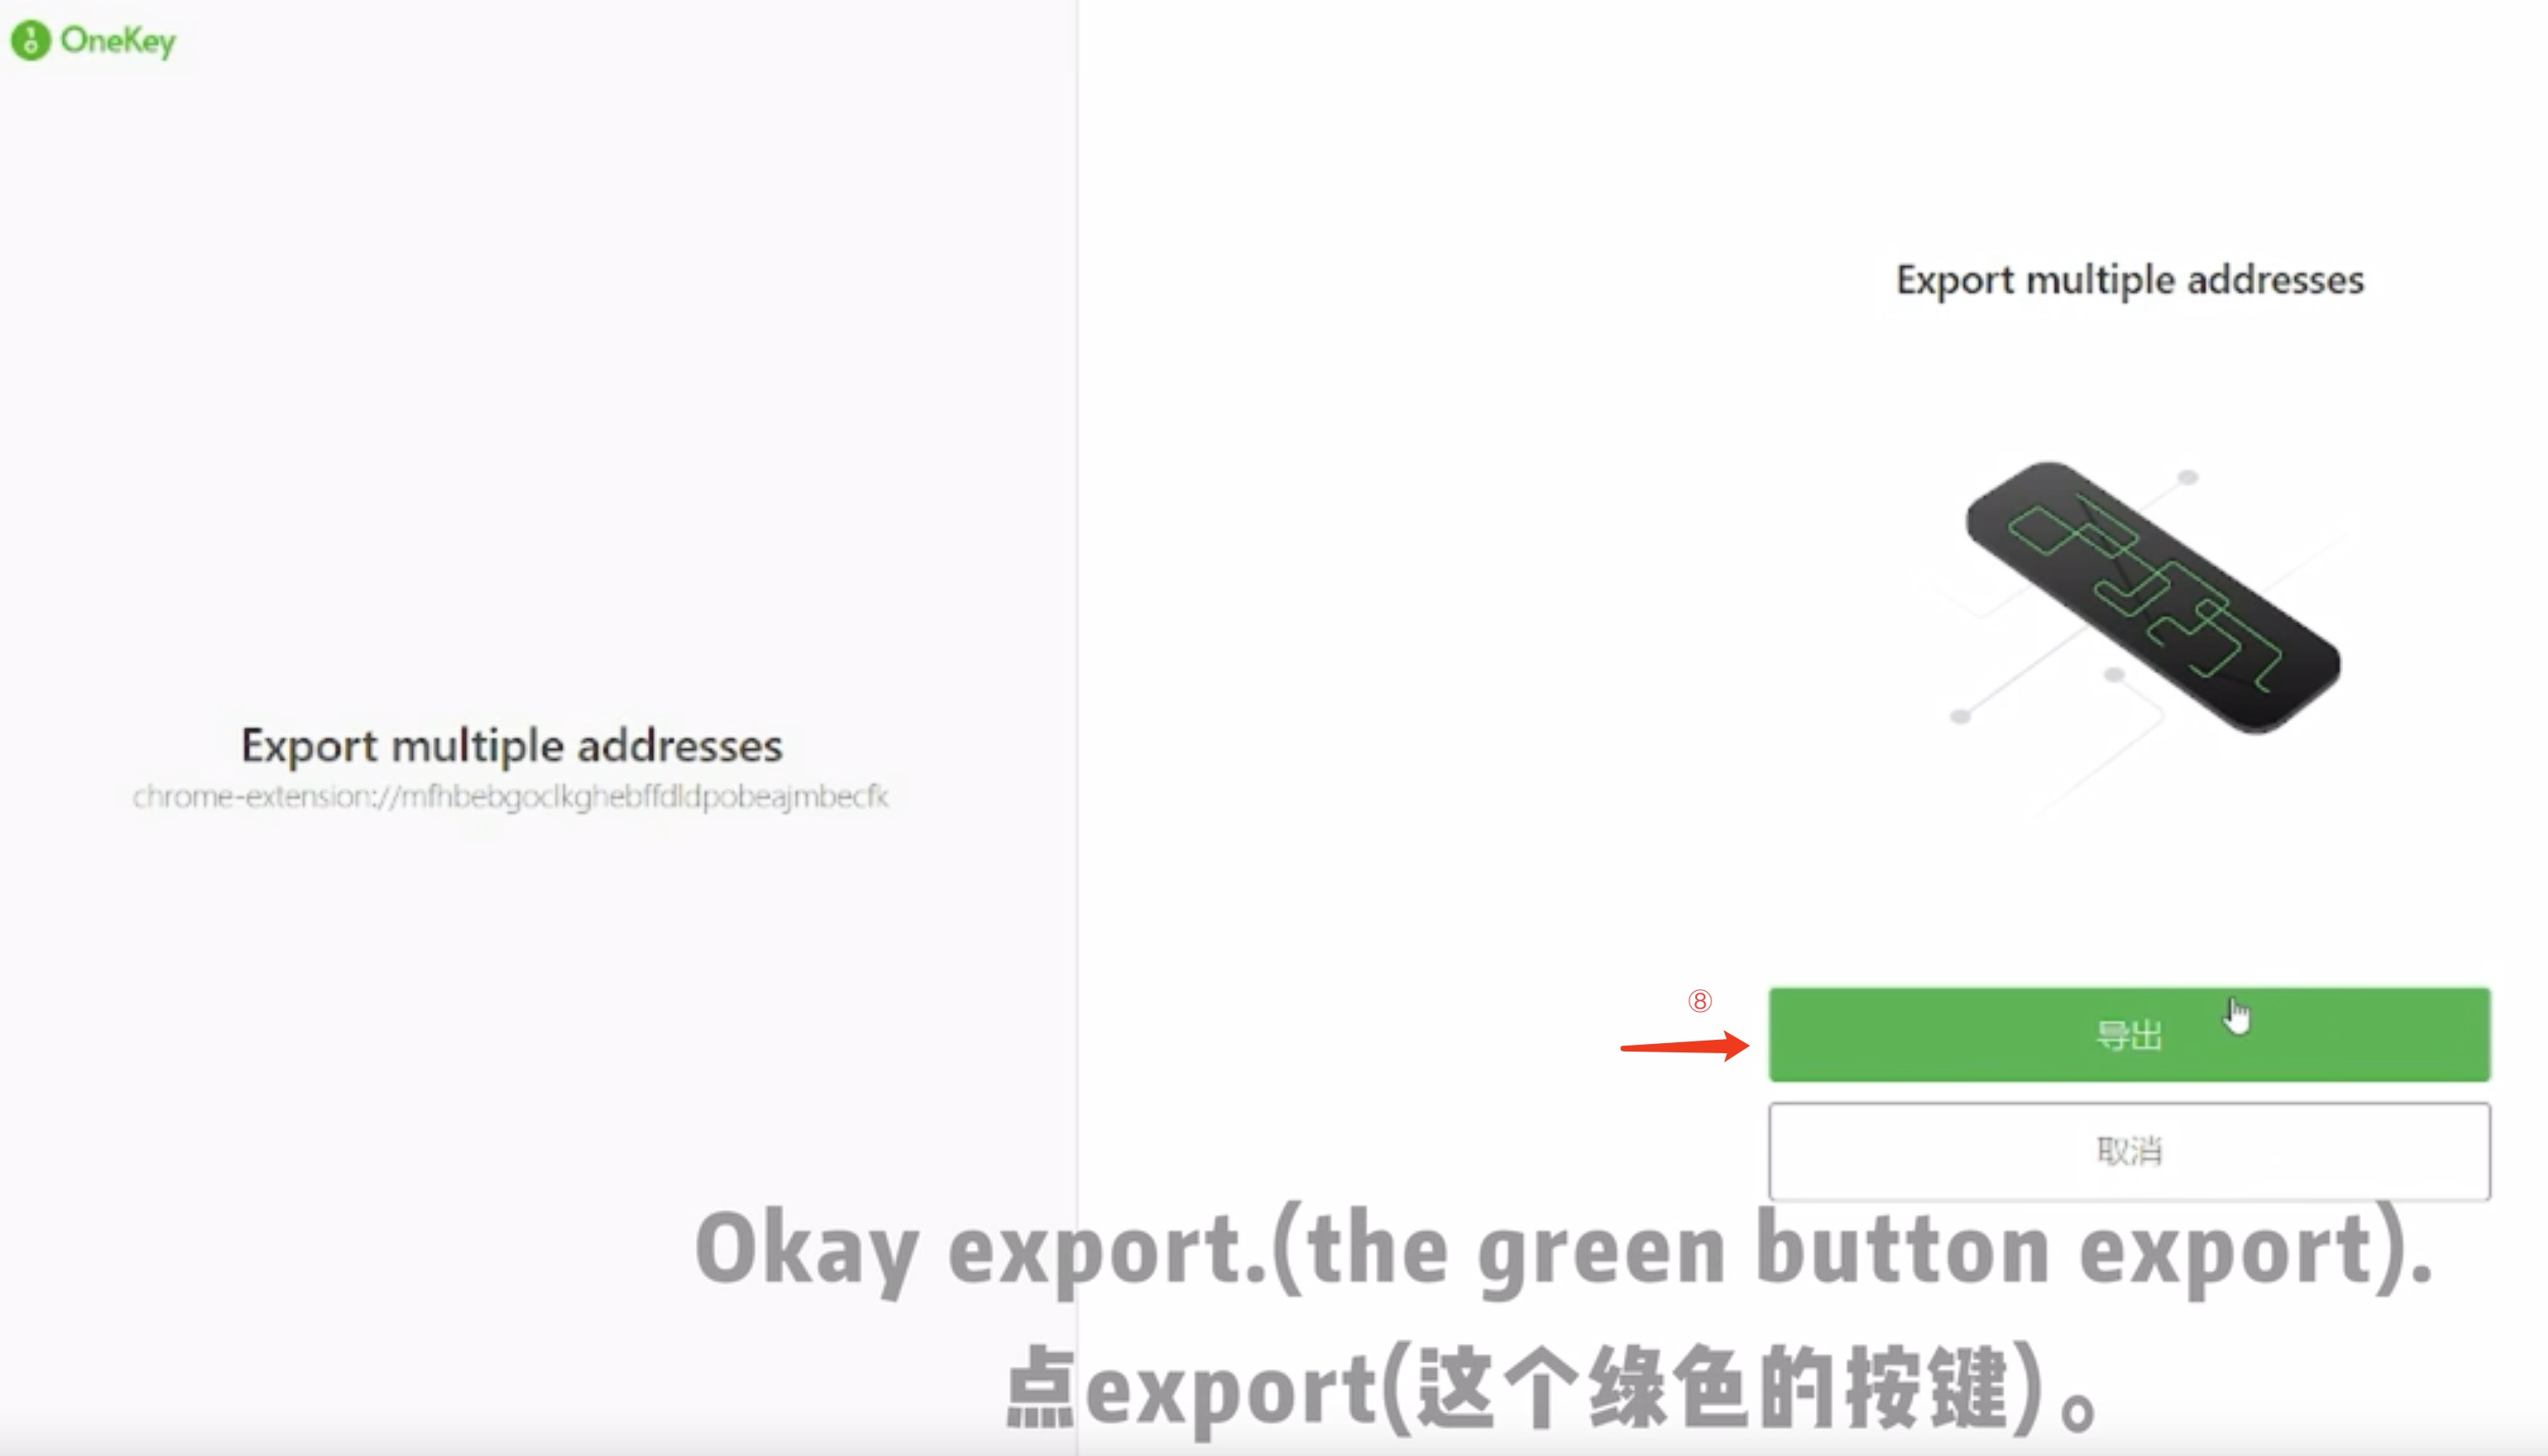 OneKey
Export multiple addresses
chrome-extension://mfhbebgoclkghebffdldpobeajmbecfk
Export multiple addresses
⑧
导出
取消
Okay export.(the green button export).
点export(这个绿色的按键)。